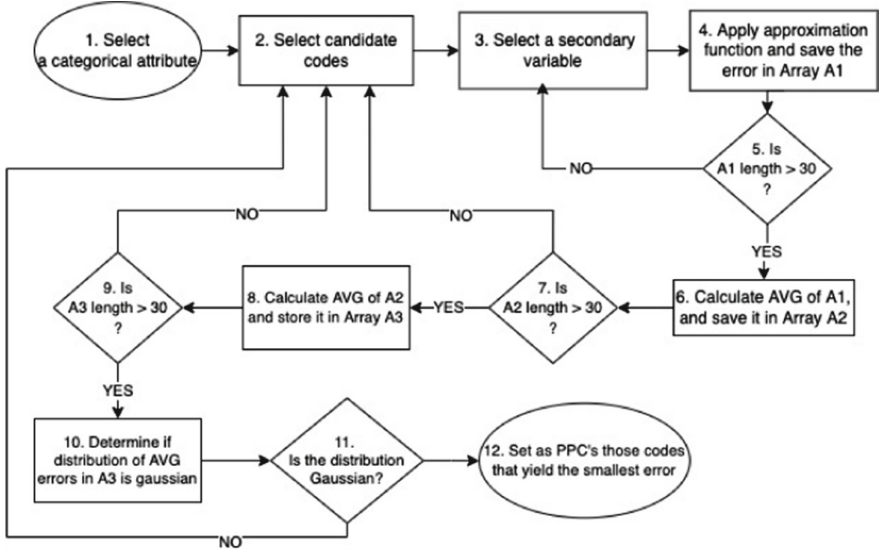 1. Select
a categorical attribute
2. Select candidate
codes
3. Select a secondary
variable
4. Apply approximation
function and save the
error in Array A1
5. Is
A1 length > 30
?
NO
YES
6. Calculate AVG of A1,
and save it in Array A2
7. Is
A2 length > 30
?
NO
YES
8. Calculate AVG of A2
and store it in Array A3
9. Is
A3 length > 30
?
NO
YES
10. Determine if
distribution of AVG
errors in A3 is gaussian
11.
Is the distribution
Gaussian?
NO
12. Set as PPC's those codes
that yield the smallest error